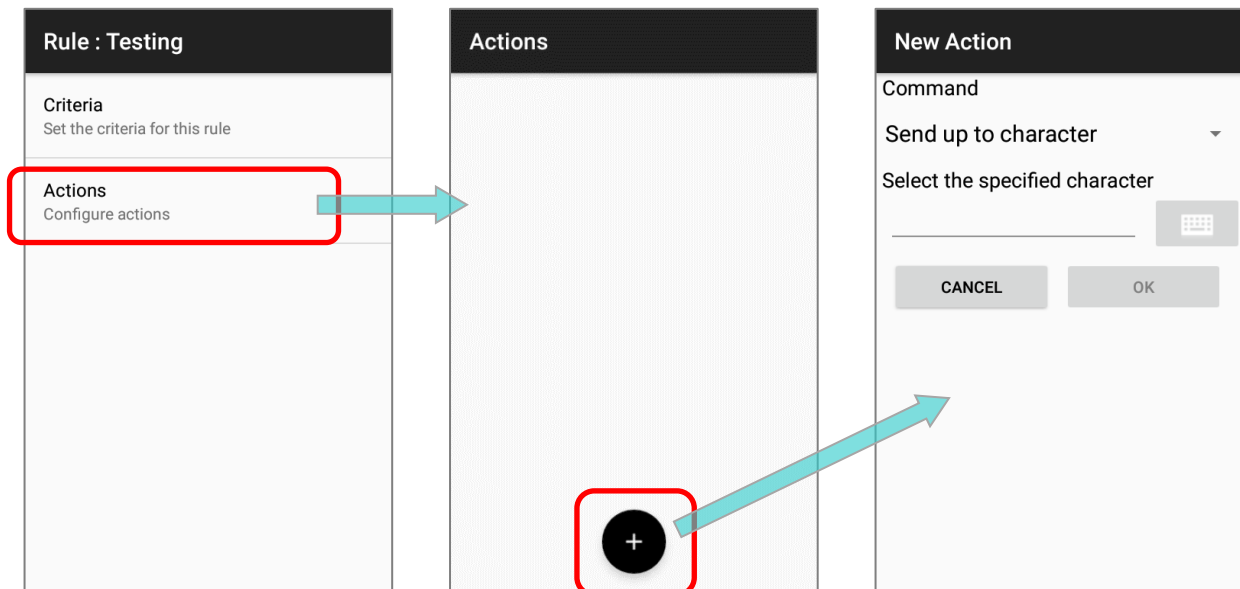 Rule : Testing
Criteria
Set the criteria for this rule
Actions
Configure actions
Actions
+
New Action
Command
Send up to character
Select the specified character
CANCEL
OK